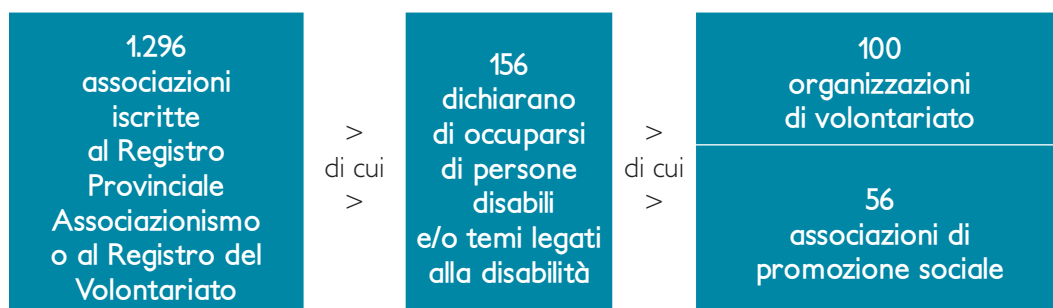 1.296
associazioni
iscritte
al Registro
Provinciale
Associazionismo
o al Registro del
Volontariato
>
di cui
>
156
dichiarano
di occuparsi
di persone
disabili
e/o temi legati
alla disabilità
>
di cui
>
100
organizzazioni
di volontariato
56
associazioni di
promozione sociale